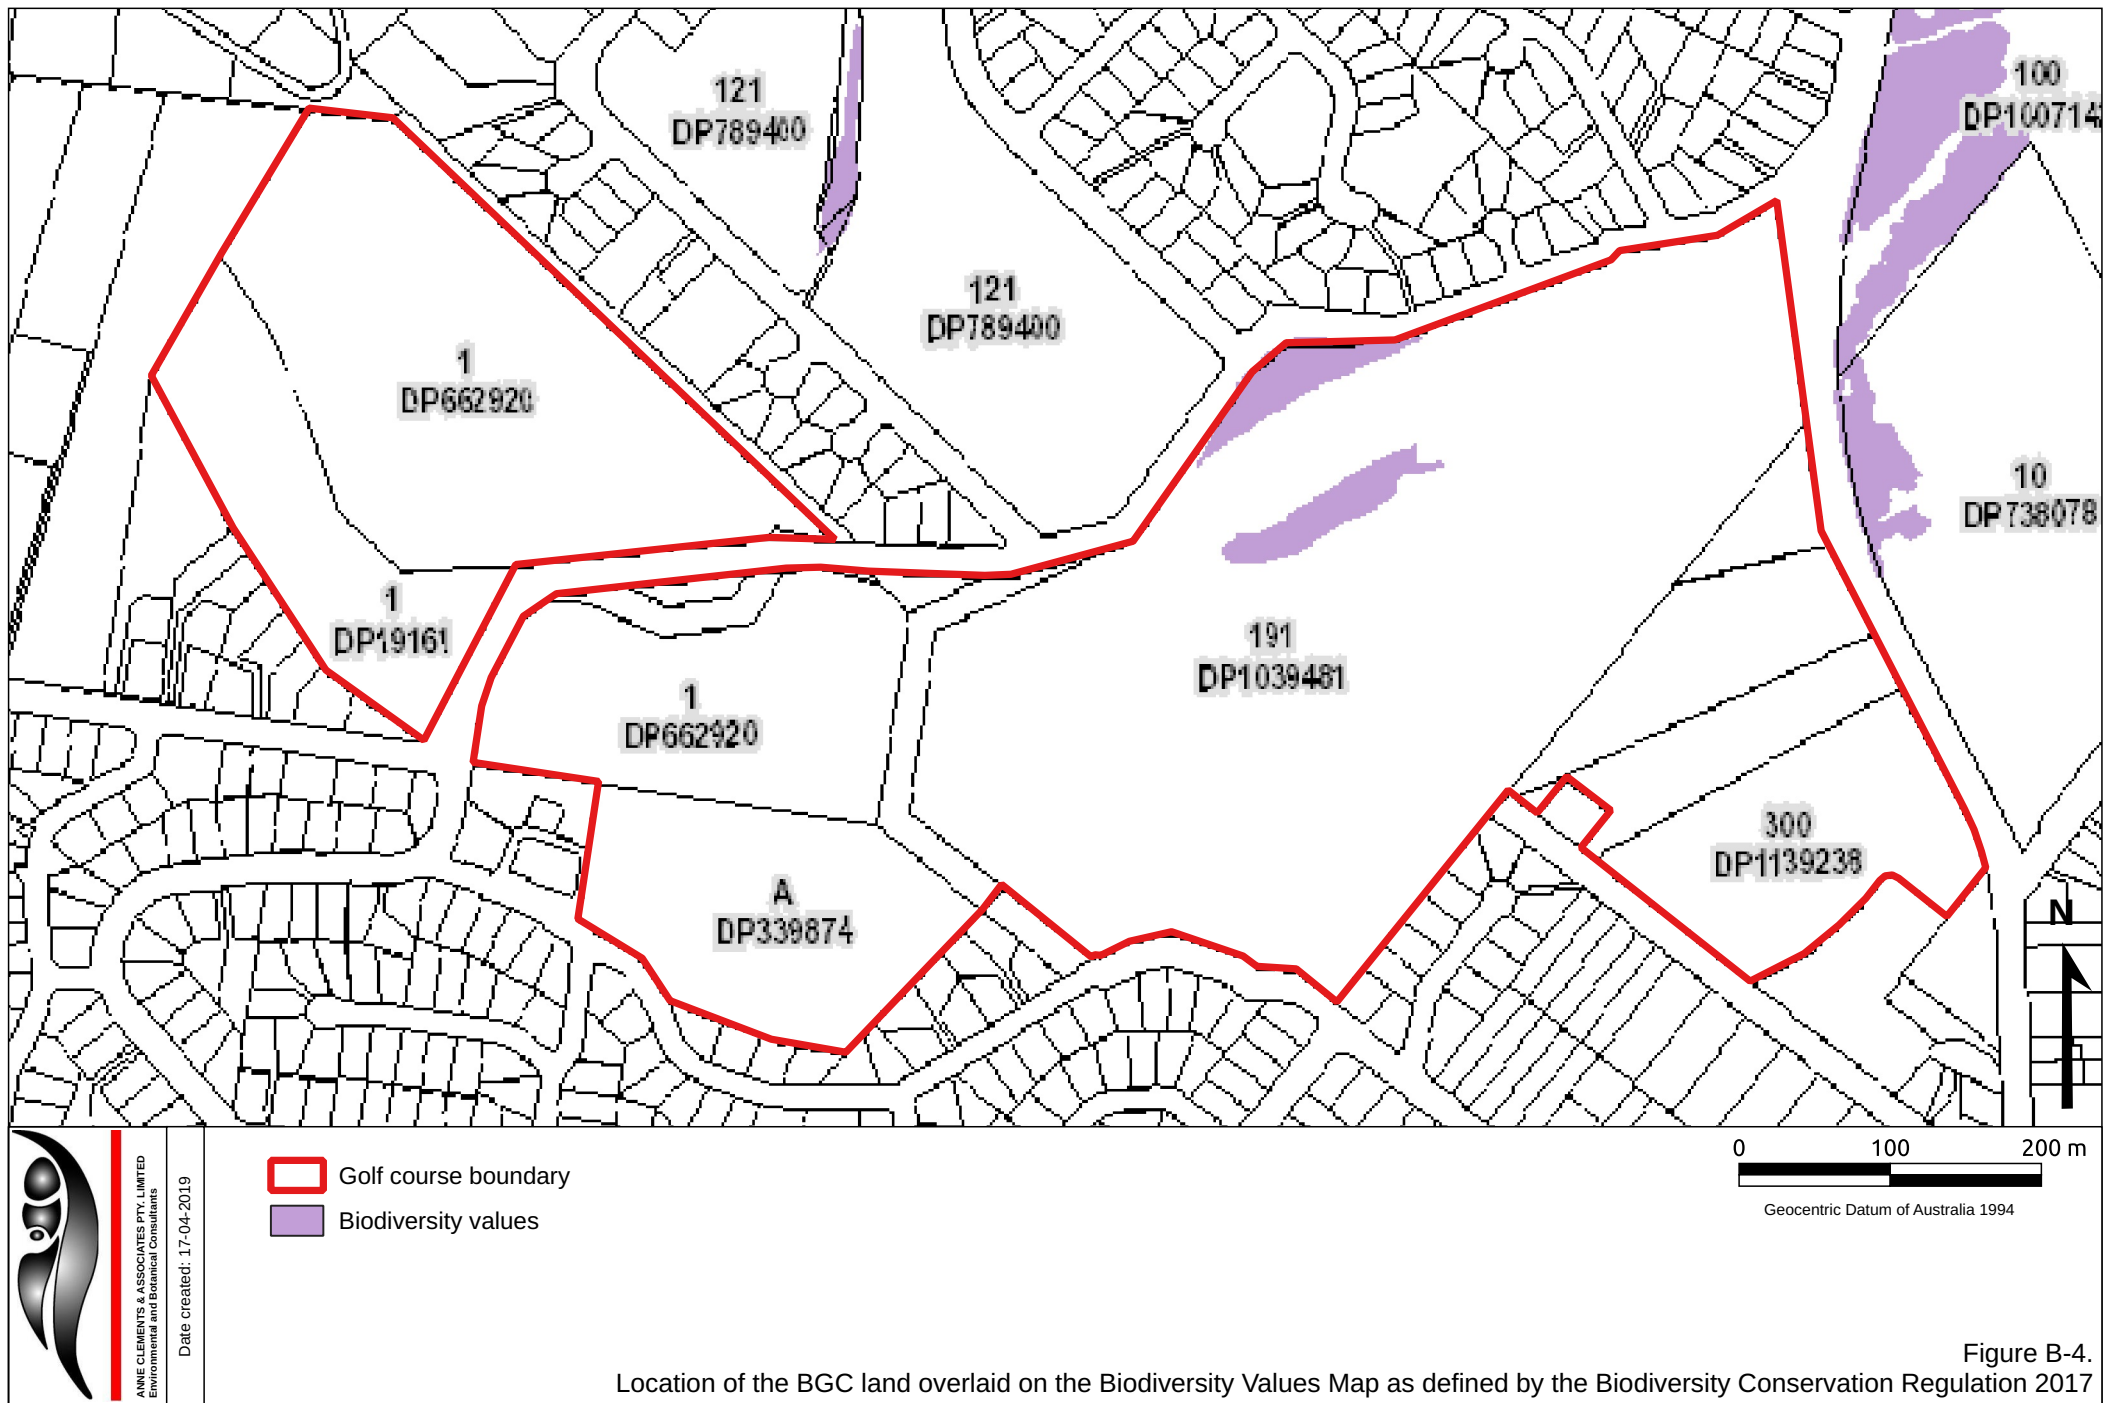 121
DP789400
100
DP100714
121
DP789400
1
DP662920
10
DP738078
1
DP19161
191
DP1039481
1
DP662920
300
DP1139238
A
DP339874
N
0 100 200 m
Geocentric Datum of Australia 1994
Golf course boundary
Biodiversity values
ANNE CLEMENTS & ASSOCIATES PTY. LIMITED
Environmental and Botanical Consultants
Date created: 17-04-2019
Figure B-4.
Location of the BGC land overlaid on the Biodiversity Values Map as defined by the Biodiversity Conservation Regulation 2017